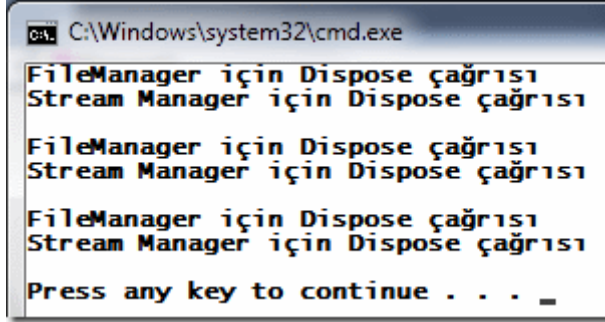 C:\Windows\system32\cmd.exe
FileManager için Dispose çağrısı
Stream Manager için Dispose çağrısı
FileManager için Dispose çağrısı
Stream Manager için Dispose çağrısı
FileManager için Dispose çağrısı
Stream Manager için Dispose çağrısı
Press any key to continue . . . _